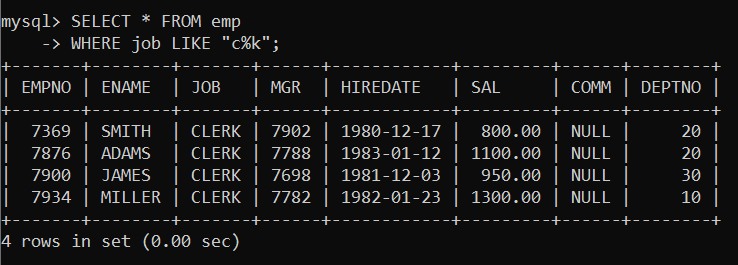 mysql> SELECT * FROM emp
    -> WHERE job LIKE "c%k";
+-------+--------+-------+------+------------+---------+------+--------+
| EMPNO | ENAME  | JOB   | MGR  | HIREDATE   | SAL     | COMM | DEPTNO |
+-------+--------+-------+------+------------+---------+------+--------+
|  7369 | SMITH  | CLERK | 7902 | 1980-12-17 |  800.00 | NULL |     20 |
|  7876 | ADAMS  | CLERK | 7788 | 1983-01-12 | 1100.00 | NULL |     20 |
|  7900 | JAMES  | CLERK | 7698 | 1981-12-03 |  950.00 | NULL |     30 |
|  7934 | MILLER | CLERK | 7782 | 1982-01-23 | 1300.00 | NULL |     10 |
+-------+--------+-------+------+------------+---------+------+--------+
4 rows in set (0.00 sec)